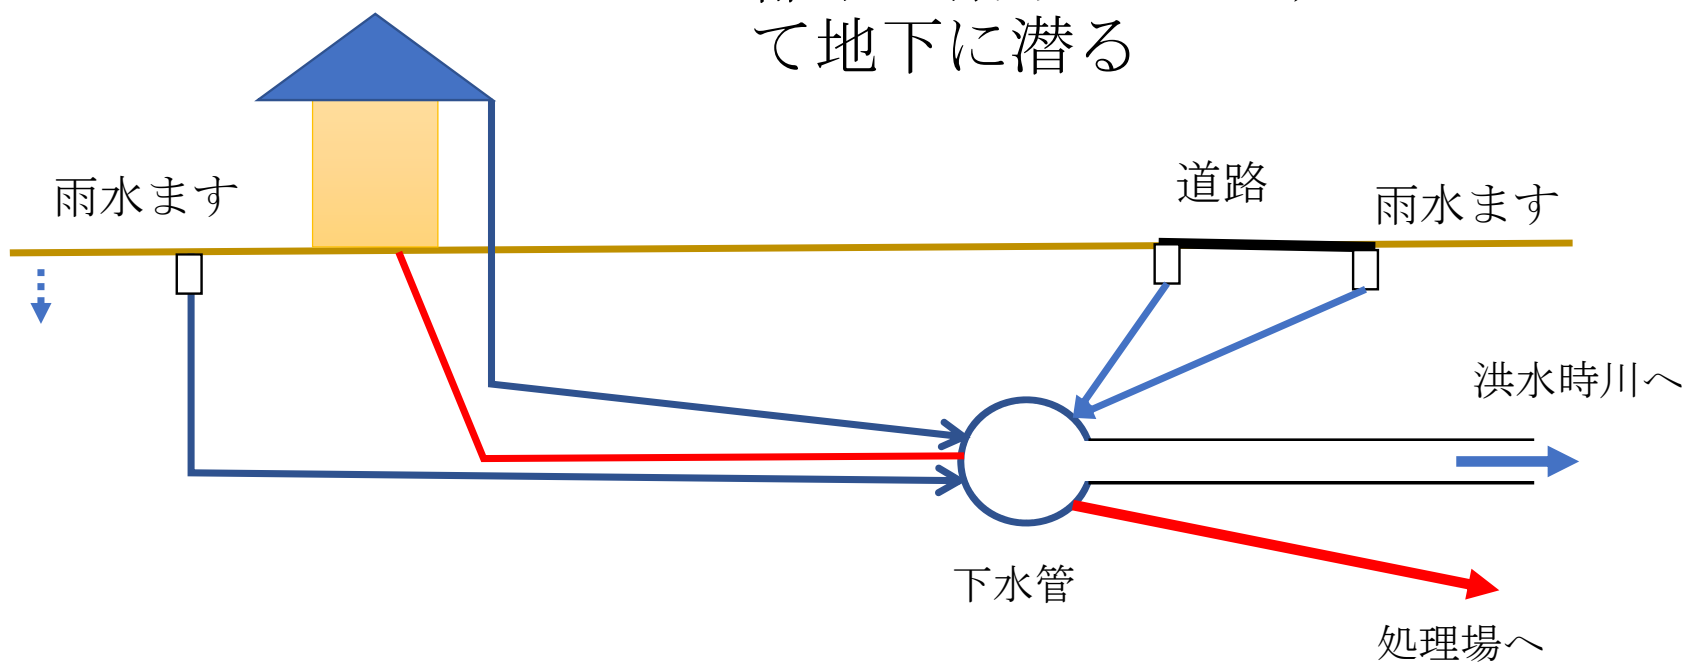 て地下に潜る
道路
雨水ます
雨水ます
洪水時川へ
下水管
処理場へ